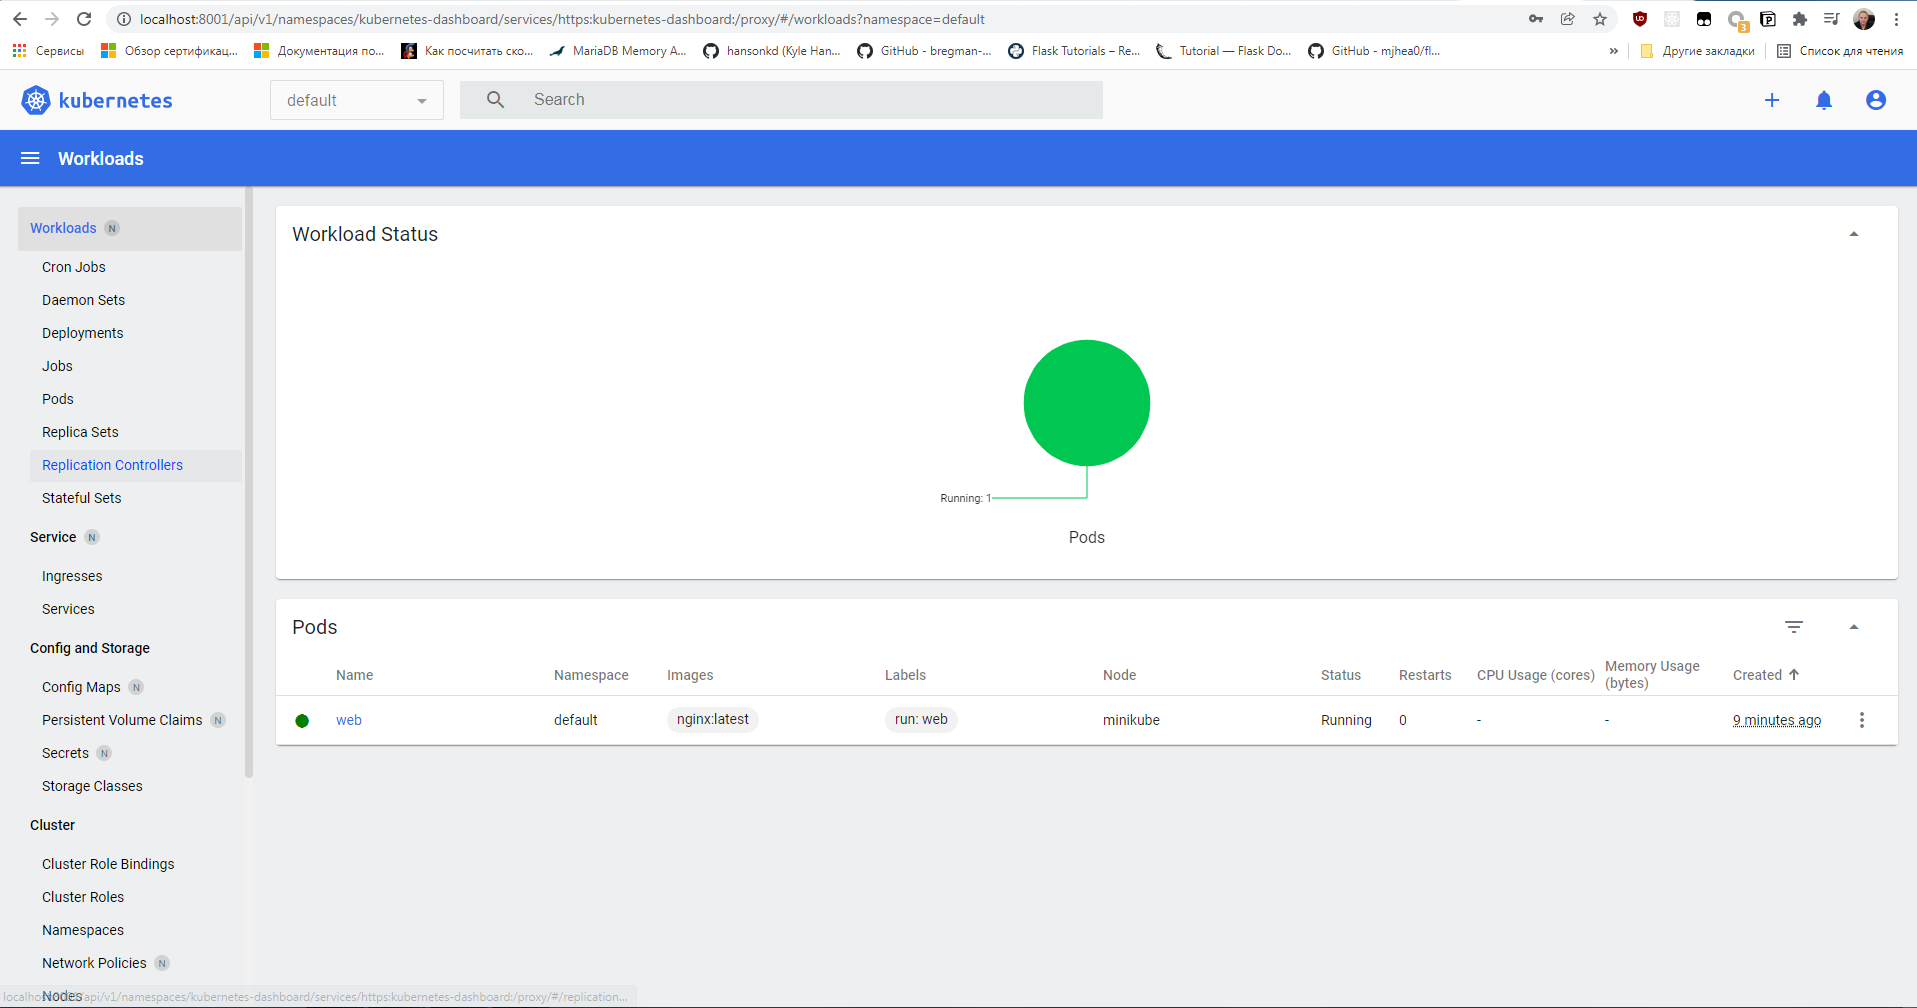 localhost:8001/api/v1/namespaces/kubernetes-dashboard/services/https:kubernetes-dashboard:/proxy/#/workloads?namespace=default
3
Сервисы
Обзор сертификац...
Документация по...
Как посчитать ско...
MariaDB Memory A...
hansonkd (Kyle Han...
GitHub - bregman-...
Flask Tutorials – Re...
Tutorial — Flask Do...
GitHub - mjhea0/fl...
»
Другие закладки
Список для чтения
kubernetes
default
Search
Workloads
Workloads N
Cron Jobs
Daemon Sets
Deployments
Jobs
Pods
Replica Sets
Replication Controllers
Stateful Sets
Service N
Ingresses
Services
Config and Storage
Config Maps N
Persistent Volume Claims N
Secrets N
Storage Classes
Cluster
Cluster Role Bindings
Cluster Roles
Namespaces
Network Policies N
Nodes
Workload Status
Running: 1
Pods
Pods
Name Namespace Images Labels Node Status Restarts CPU Usage (cores) Memory Usage (bytes) Created
web default nginx:latest run: web minikube Running 0 - - 9 minutes ago
localhost:8001/api/v1/namespaces/kubernetes-dashboard/services/https:kubernetes-dashboard:/proxy/#/replication...